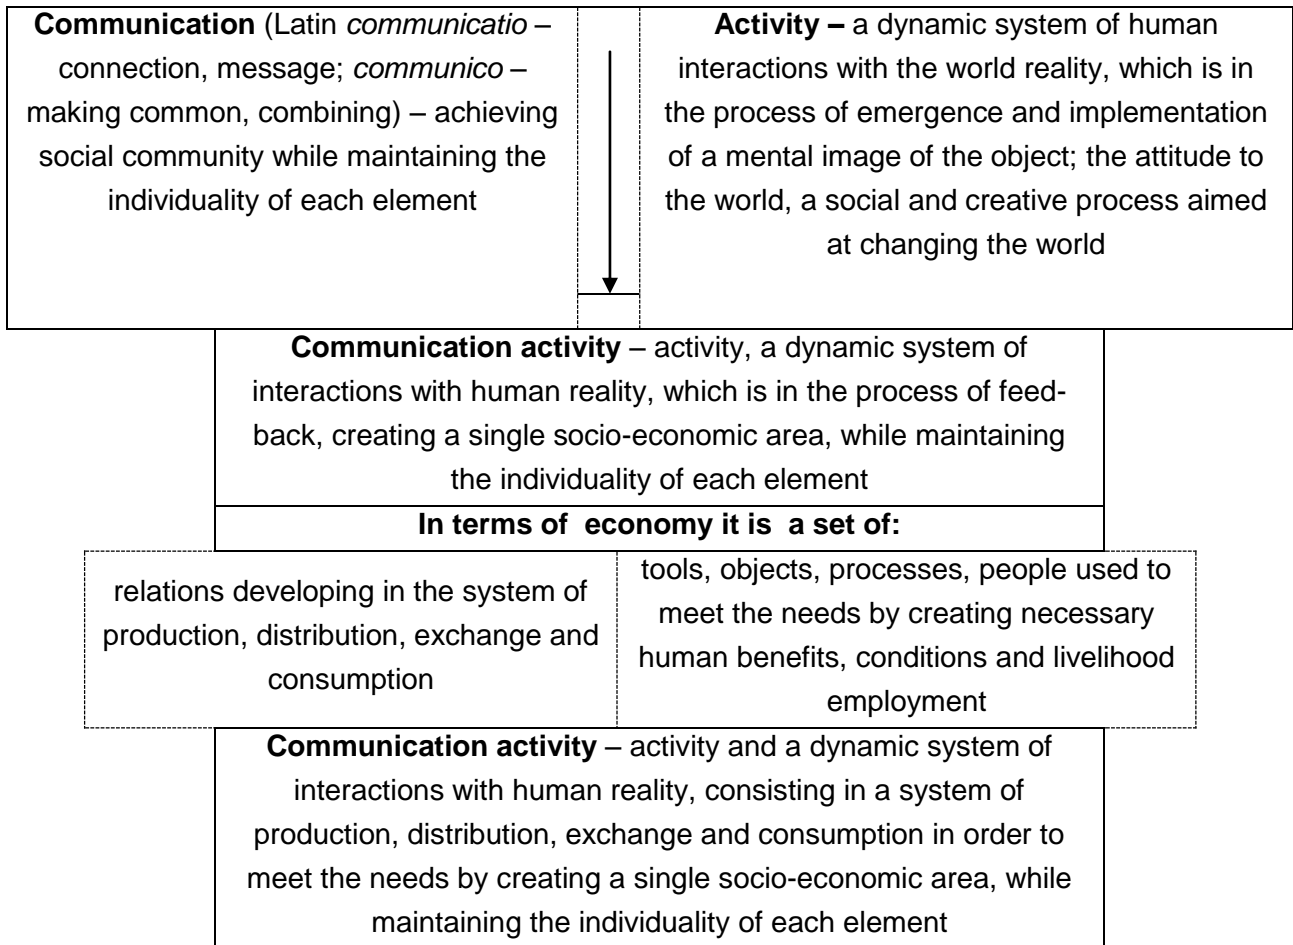 Communication (Latin communicatio –
connection, message; communico –
making common, combining) – achieving
social community while maintaining the
individuality of each element
Activity – a dynamic system of human
interactions with the world reality, which is in
the process of emergence and implementation
of a mental image of the object; the attitude to
the world, a social and creative process aimed
at changing the world
Communication activity – activity, a dynamic system of
interactions with human reality, which is in the process of feed-
back, creating a single socio-economic area, while maintaining
the individuality of each element
In terms of economy it is a set of:
relations developing in the system of
production, distribution, exchange and
consumption
tools, objects, processes, people used to
meet the needs by creating necessary
human benefits, conditions and livelihood
employment
Communication activity – activity and a dynamic system of
interactions with human reality, consisting in a system of
production, distribution, exchange and consumption in order to
meet the needs by creating a single socio-economic area, while
maintaining the individuality of each element